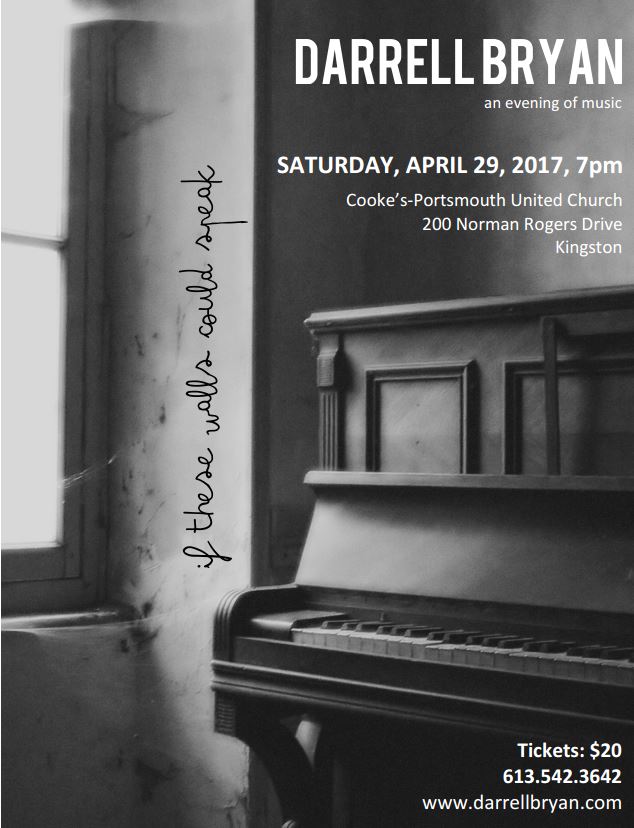 DARRELL BRYAN
an evening of music
SATURDAY, APRIL 29, 2017, 7pm
Cooke's-Portsmouth United Church
200 Norman Rogers Drive
Kingston
if these walls could speak
Tickets: $20
613.542.3642
www.darrellbryan.com